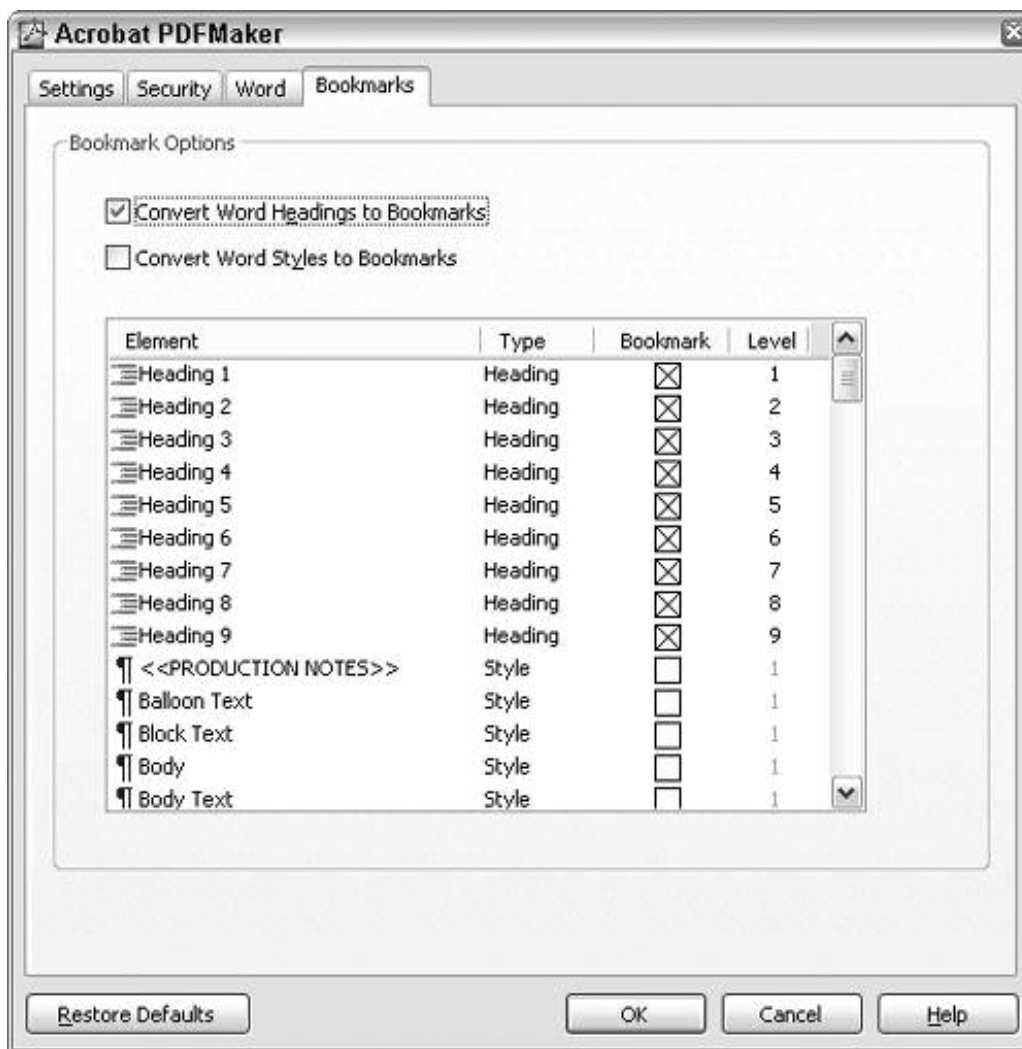 Acrobat PDFMaker
Settings Security Word Bookmarks
Bookmark Options
Convert Word Headings to Bookmarks
Convert Word Styles to Bookmarks
Element Type Bookmark Level
Heading 1 Heading 1
Heading 2 Heading 2
Heading 3 Heading 3
Heading 4 Heading 4
Heading 5 Heading 5
Heading 6 Heading 6
Heading 7 Heading 7
Heading 8 Heading 8
Heading 9 Heading 9
¶ <<PRODUCTION NOTES>> Style 1
¶ Balloon Text Style 1
¶ Block Text Style 1
¶ Body Style 1
¶ Body Text Style 1
Restore Defaults OK Cancel Help